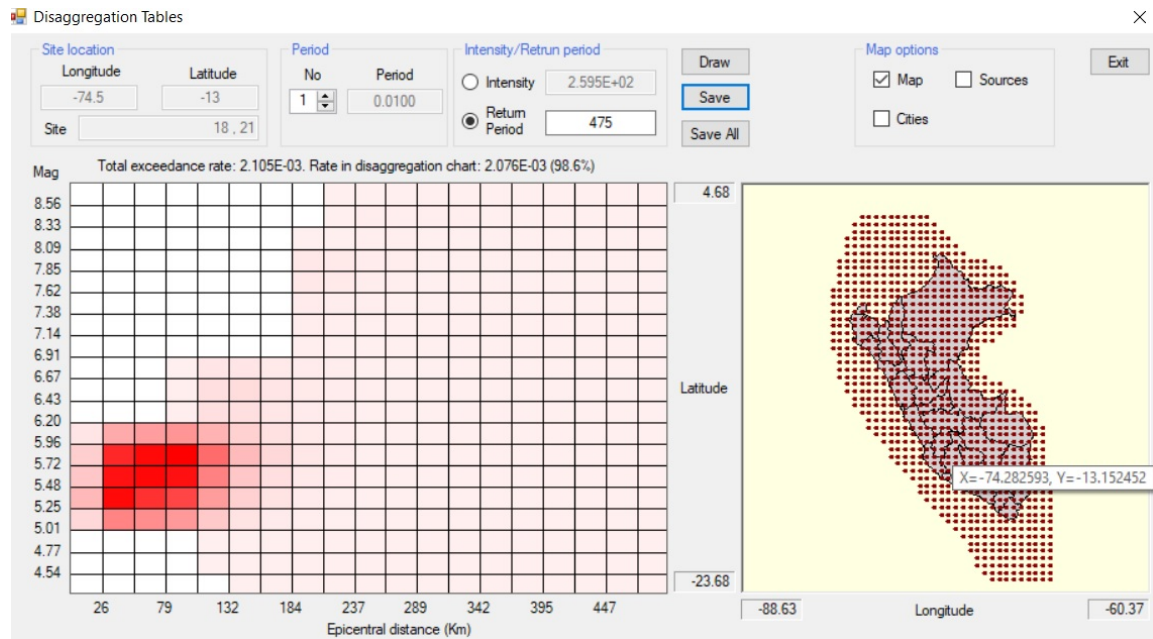 Disaggregation Tables
Site location
Longitude Latitude
-74.5 -13
Site 18 , 21
Period
No Period
1 0.0100
Intensity/Retrun period
Intensity 2.595E+02
Return Period 475
Draw
Save
Save All
Map options
Map Sources
Cities
Exit
Total exceedance rate: 2.105E-03. Rate in disaggregation chart: 2.076E-03 (98.6%)
Mag
8.56
8.33
8.09
7.85
7.62
7.38
7.14
6.91
6.67
6.43
6.20
5.96
5.72
5.48
5.25
5.01
4.77
4.54
26 79 132 184 237 289 342 395 447
Epicentral distance (Km)
4.68
Latitude
-23.68
X=-74.282593, Y=-13.152452
-88.63 Longitude -60.37